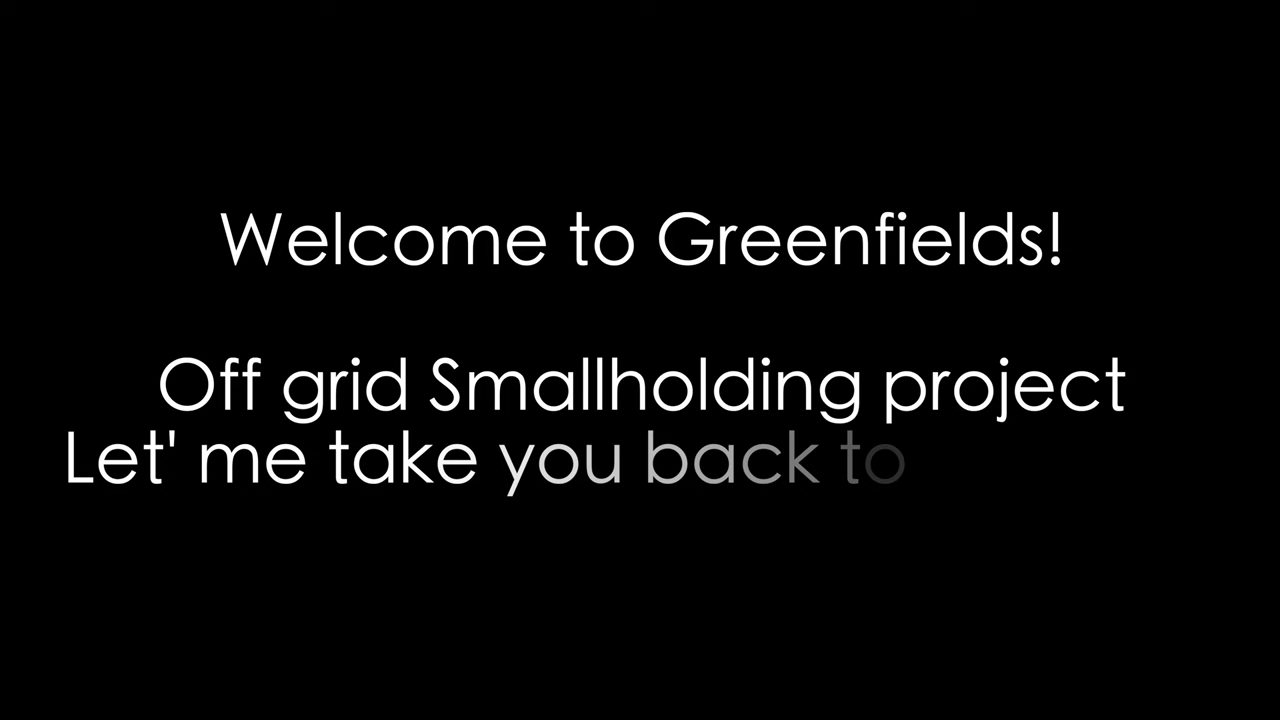 Welcome to Greenfields!
Off grid Smallholding project
Let' me take you back to